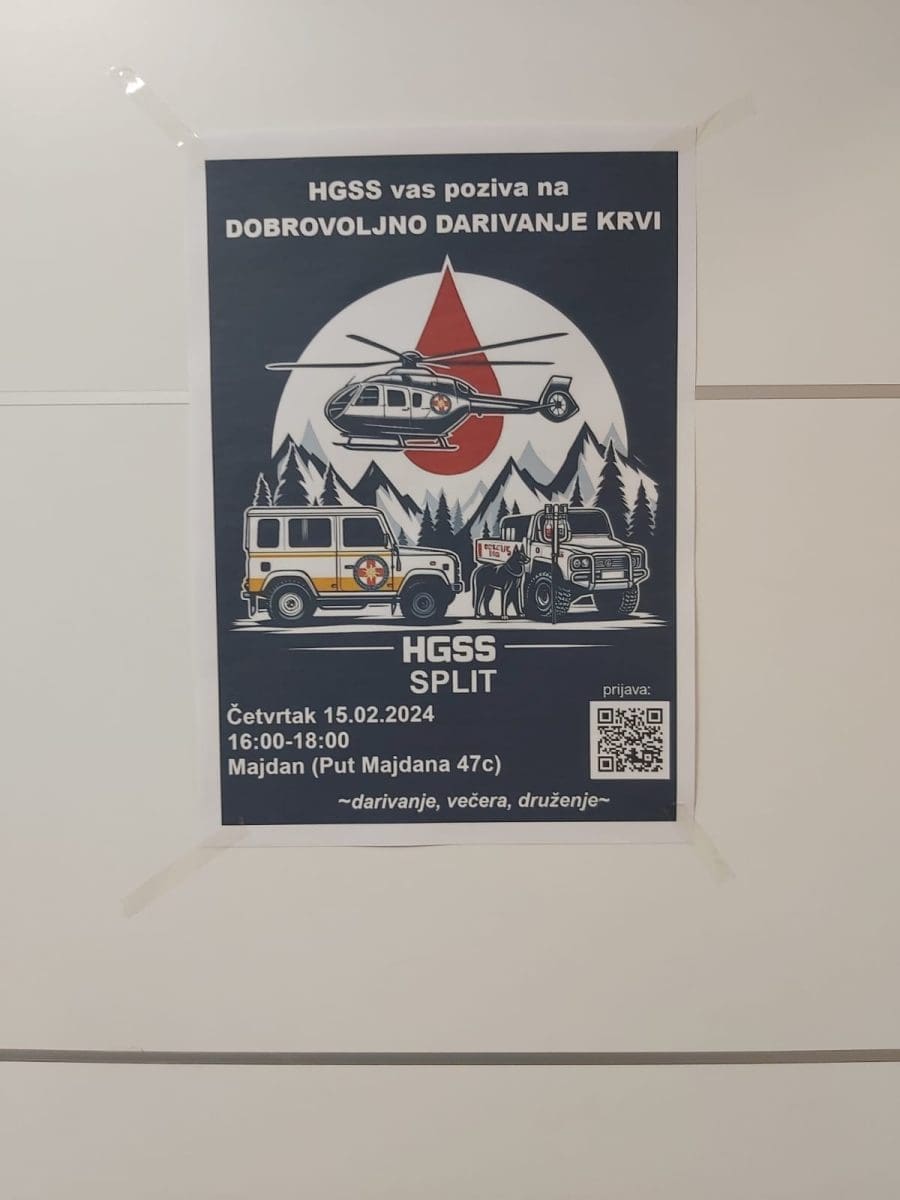 HGSS vas poziva na
DOBROVOLJNO DARIVANJE KRVI
HGSS
SPLIT
prijava:
Četvrtak 15.02.2024
16:00-18:00
Majdan (Put Majdana 47c)
~darivanje, večera, druženje~